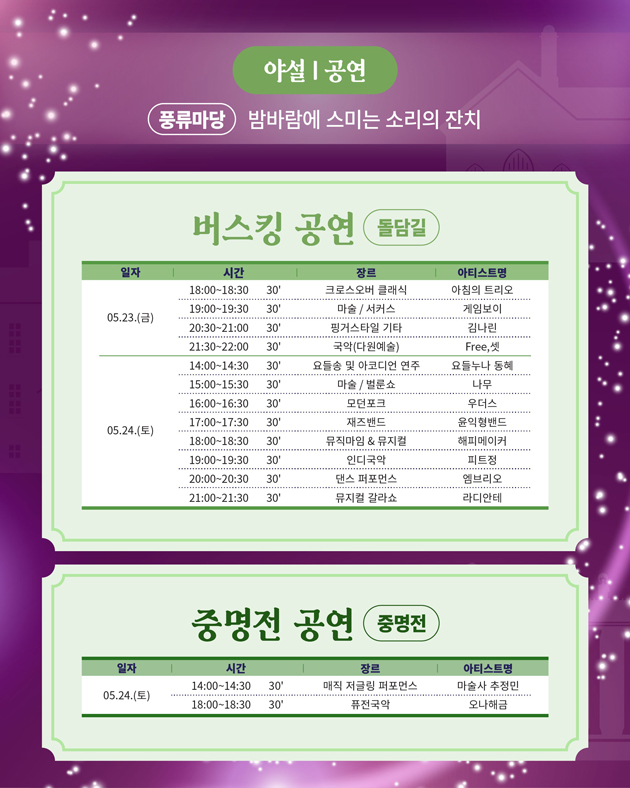 야설 | 공연
풍류마당 밤바람에 스미는 소리의 잔치
버스킹 공연 돌담길
일자 시간 장르 아티스트명
05.23.(금)
18:00~18:30 30' 크로스오버 클래식 아침의 트리오
19:00~19:30 30' 마술 / 서커스 게임보이
20:30~21:00 30' 핑거스타일 기타 김나린
21:30~22:00 30' 국악(다원예술) Free,셋
05.24.(토)
14:00~14:30 30' 요들송 및 아코디언 연주 요들누나 동혜
15:00~15:30 30' 마술 / 벌룬쇼 나무
16:00~16:30 30' 모던포크 우더스
17:00~17:30 30' 재즈밴드 윤익형밴드
18:00~18:30 30' 뮤직마임 & 뮤지컬 해피메이커
19:00~19:30 30' 인디국악 피트정
20:00~20:30 30' 댄스 퍼포먼스 엠브리오
21:00~21:30 30' 뮤지컬 갈라쇼 라디안테
중명전 공연 중명전
일자 시간 장르 아티스트명
05.24.(토)
14:00~14:30 30' 매직 저글링 퍼포먼스 마술사 추정민
18:00~18:30 30' 퓨전국악 오나해금